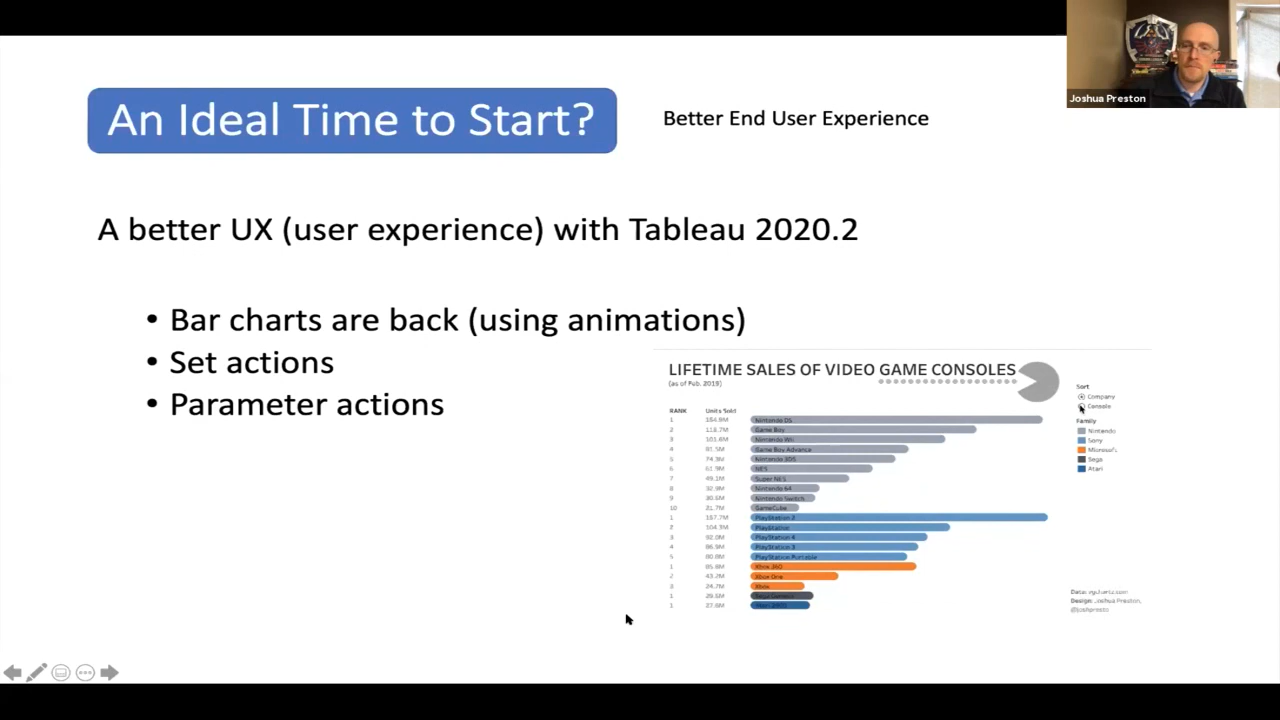 Joshua Preston
An Ideal Time to Start?
Better End User Experience
A better UX (user experience) with Tableau 2020.2
• Bar charts are back (using animations)
• Set actions
• Parameter actions
LIFETIME SALES OF VIDEO GAME CONSOLES
(as of Feb. 2019)
RANK Units Sold
1 Nintendo DS
2 118.7M Game Boy
3 101.6M Nintendo Wii
4 81.5M Game Boy Advance
5 74.9M Nintendo 3DS
6 61.9M NES
7 49.1M Super NES
8 32.9M Nintendo 64
9 Nintendo Switch
10 21.7M GameCube
1 157.7M PlayStation 2
2 104.3M PlayStation
3 92.0M PlayStation 4
4 86.9M PlayStation 3
5 80.8M PlayStation Portable
1 85.8M Xbox 360
2 43.2M Xbox One
3 24.7M Xbox
1 Sega Genesis
1 27.6M Atari 2600
Sort
Company
Console
Family
Nintendo
Sony
Microsoft
Sega
Atari
Data: vgchartz.com
Design: Joshua Preston,
@joshpresto